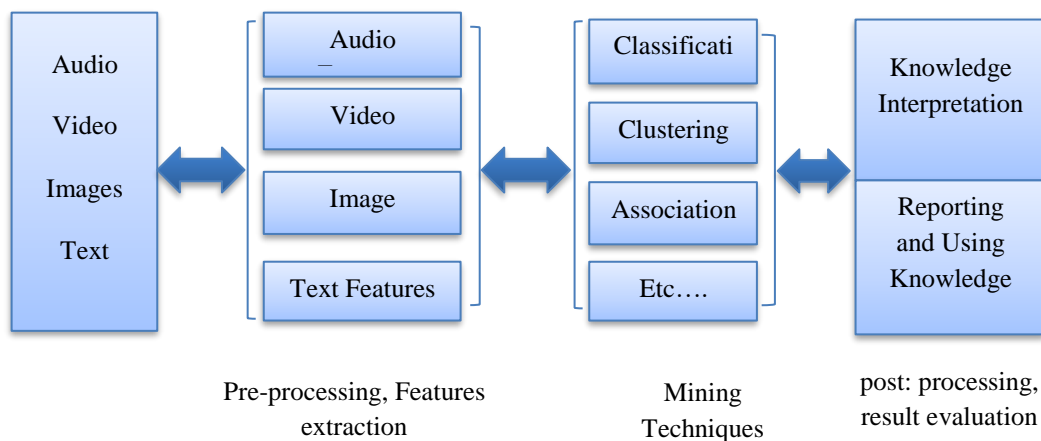 Audio
Video
Images
Text
Audio
Video
Image
Text Features
Pre-processing, Features
extraction
Classificati
Clustering
Association
Etc….
Mining
Techniques
Knowledge
Interpretation
Reporting
and Using
Knowledge
post: processing,
result evaluation